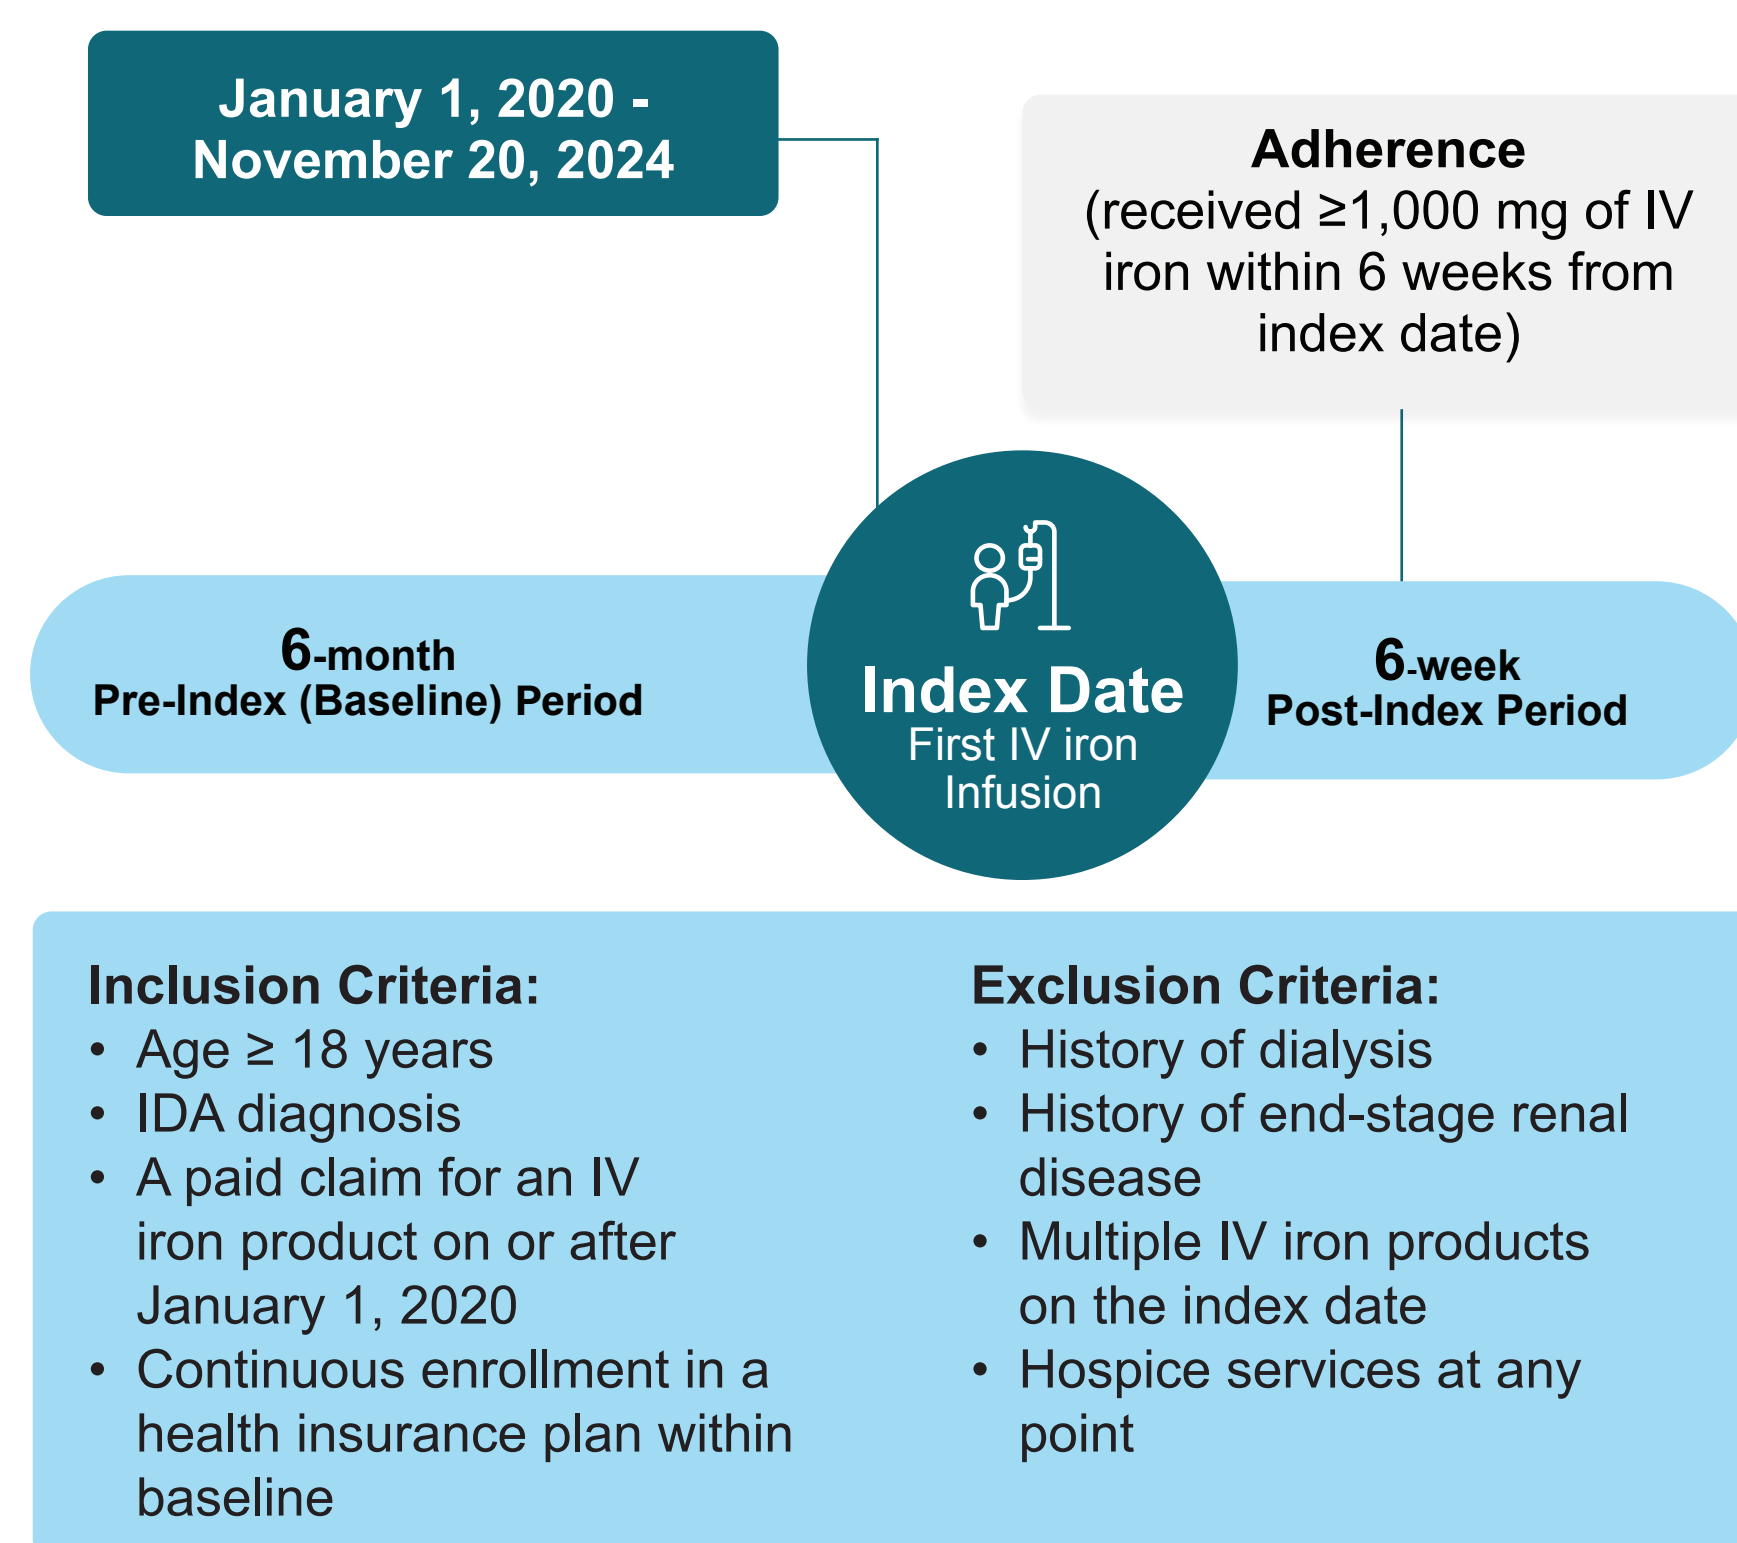 January 1, 2020 -
November 20, 2024
Adherence
(received ≥1,000 mg of IV
iron within 6 weeks from
index date)
6-month
Pre-Index (Baseline) Period
Index Date
First IV iron
Infusion
6-week
Post-Index Period
Inclusion Criteria:
• Age ≥ 18 years
• IDA diagnosis
• A paid claim for an IV
iron product on or after
January 1, 2020
• Continuous enrollment in a
health insurance plan within
baseline
Exclusion Criteria:
• History of dialysis
• History of end-stage renal
disease
• Multiple IV iron products
on the index date
• Hospice services at any
point